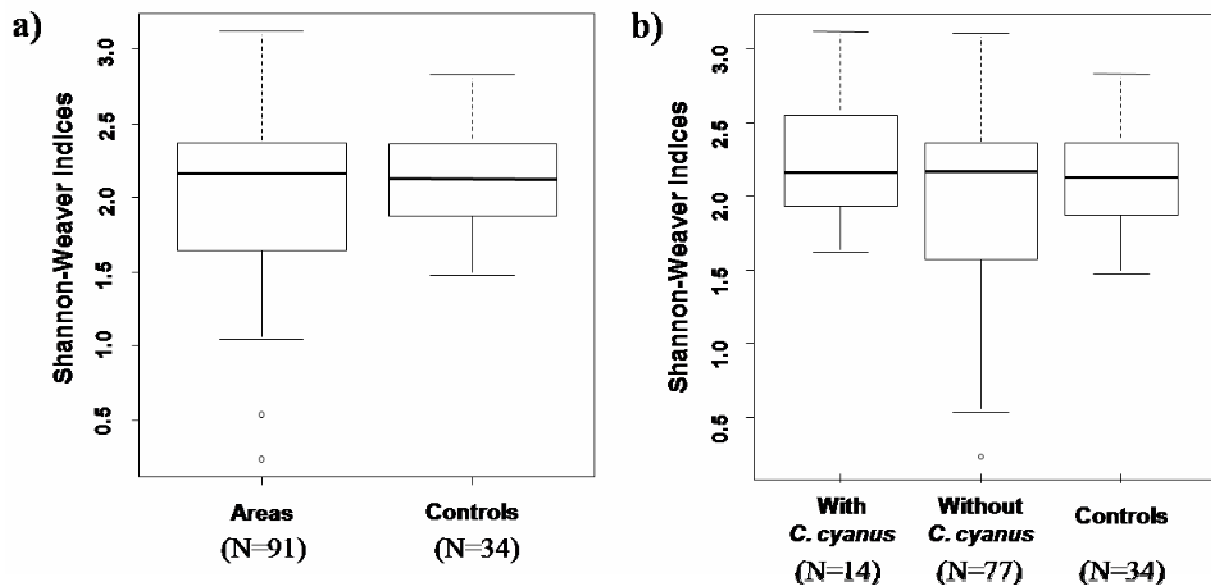 a)
Shannon-Weaver Indices
3.0
2.5
2.0
1.5
1.0
0.5
Areas
(N=91)
Controls
(N=34)
b)
Shannon-Weaver Indices
3.0
2.5
2.0
1.5
1.0
0.5
With
C. cyanus
(N=14)
Without
C. cyanus
(N=77)
Controls
(N=34)